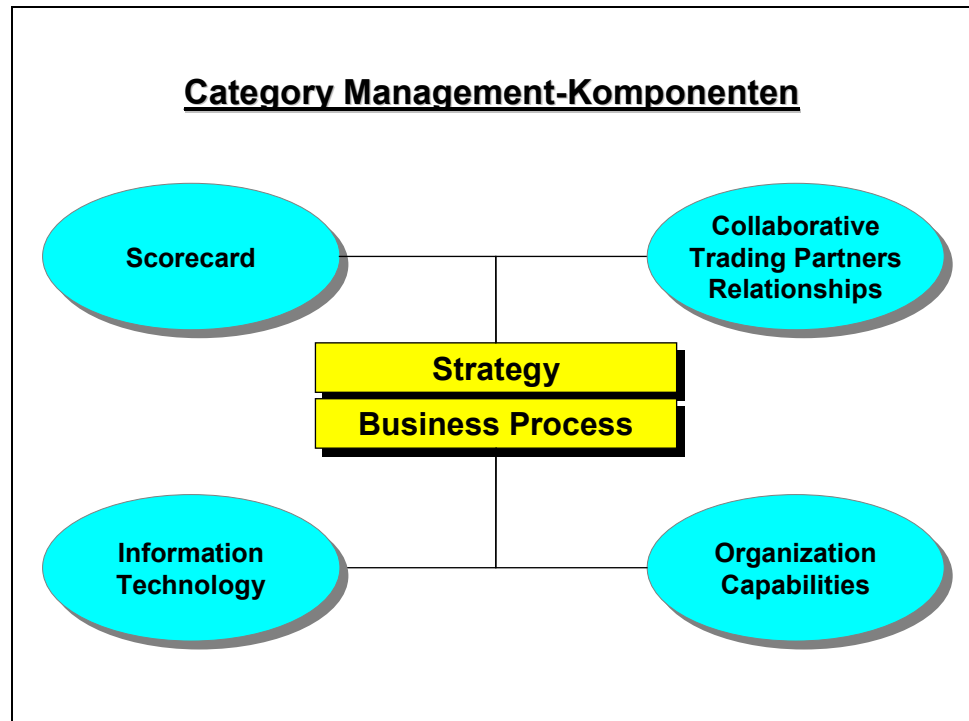 Category Management-Komponenten
Scorecard
Collaborative
Trading Partners
Relationships
Strategy
Business Process
Information
Technology
Organization
Capabilities